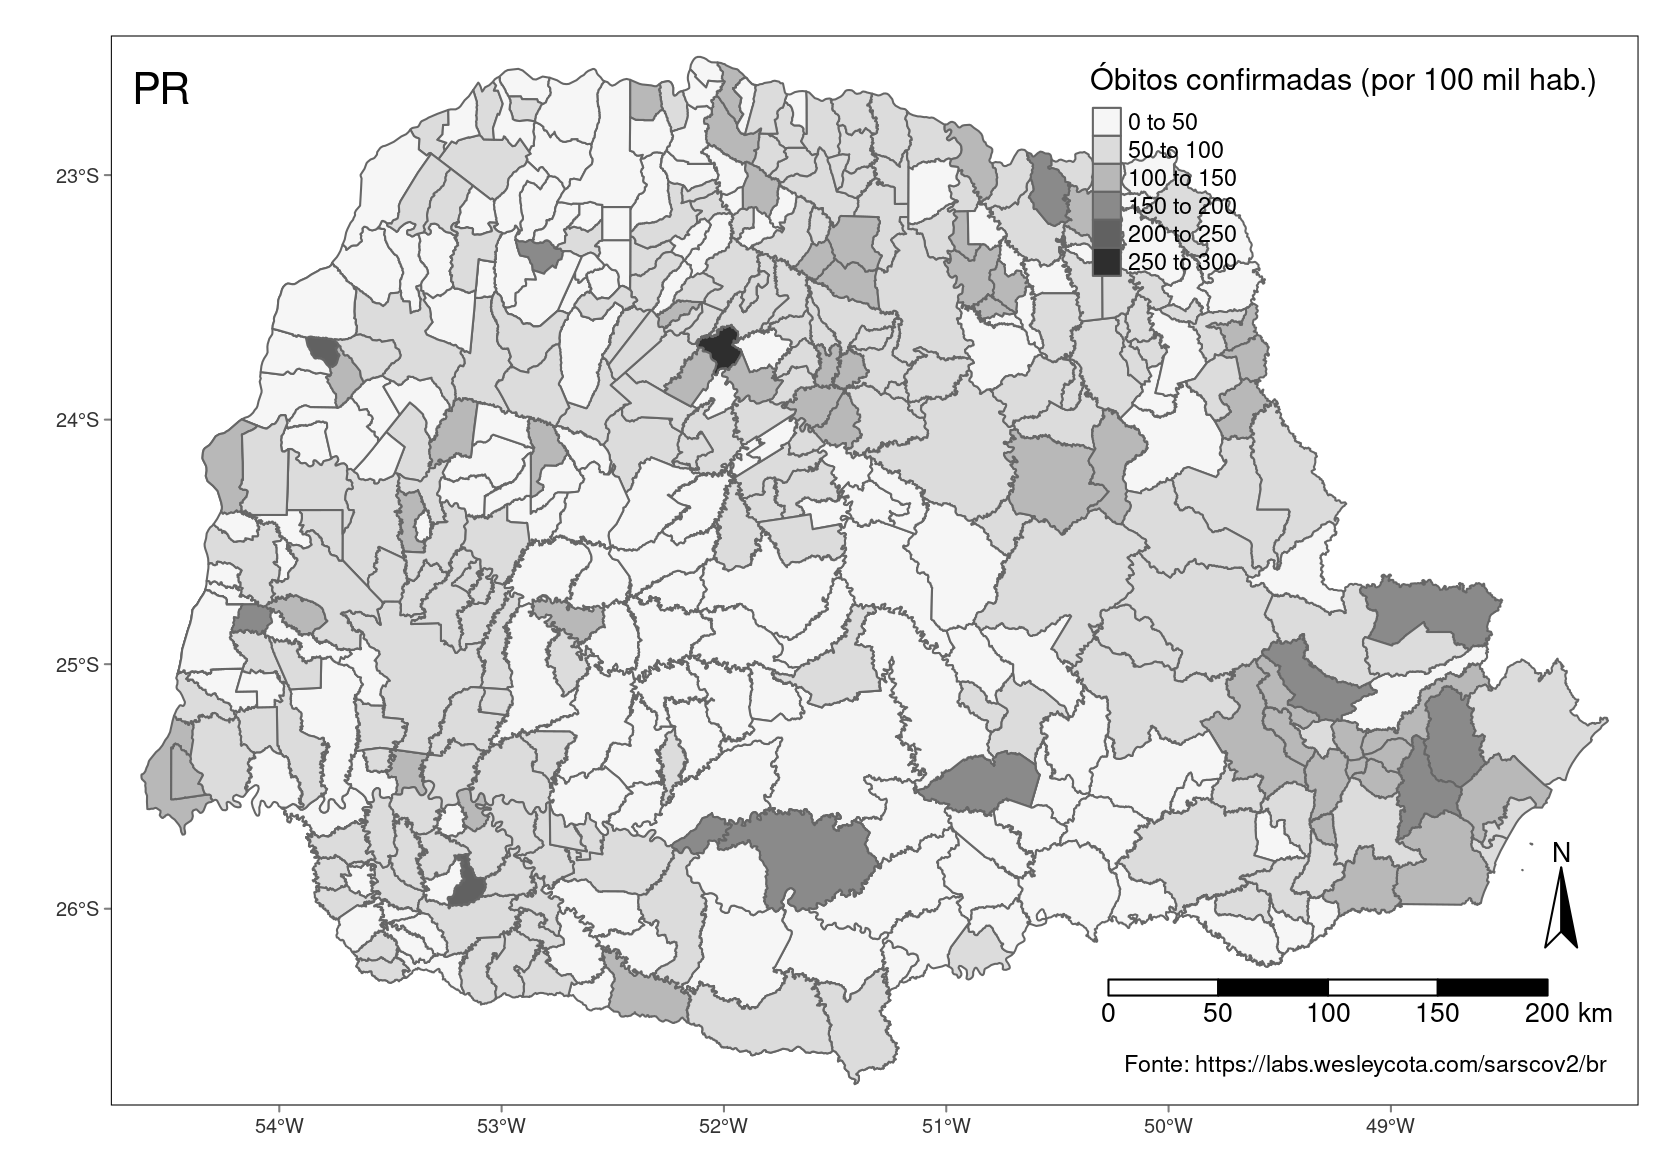 PR
Óbitos confirmadas (por 100 mil hab.)
0 to 50
50 to 100
100 to 150
150 to 200
200 to 250
250 to 300
23°S
24°S
25°S
26°S
N
0 50 100 150 200 km
Fonte: https://labs.wesleycota.com/sarscov2/br
54°W 53°W 52°W 51°W 50°W 49°W